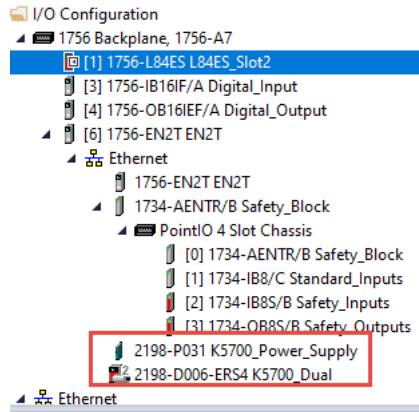 I/O Configuration
1756 Backplane, 1756-A7
[1] 1756-L84ES L84ES_Slot2
[3] 1756-IB16IF/A Digital_Input
[4] 1756-OB16IEF/A Digital_Output
[6] 1756-EN2T EN2T
Ethernet
1756-EN2T EN2T
1734-AENTR/B Safety_Block
PointIO 4 Slot Chassis
[0] 1734-AENTR/B Safety_Block
[1] 1734-IB8/C Standard_Inputs
[2] 1734-IB8S/B Safety_Inputs
[3] 1734-OB8S/B Safety_Outputs
2198-P031 K5700_Power_Supply
2198-D006-ERS4 K5700_Dual
Ethernet